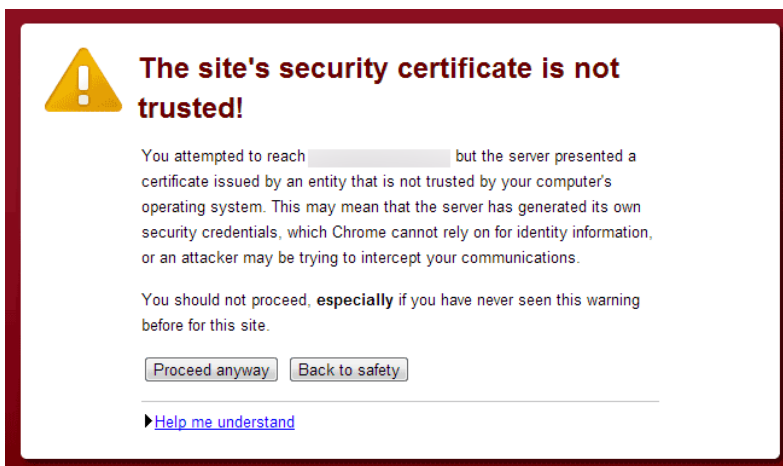 The site's security certificate is not
trusted!
You attempted to reach but the server presented a
certificate issued by an entity that is not trusted by your computer's
operating system. This may mean that the server has generated its own
security credentials, which Chrome cannot rely on for identity information,
or an attacker may be trying to intercept your communications.
You should not proceed, especially if you have never seen this warning
before for this site.
Proceed anyway Back to safety
Help me understand